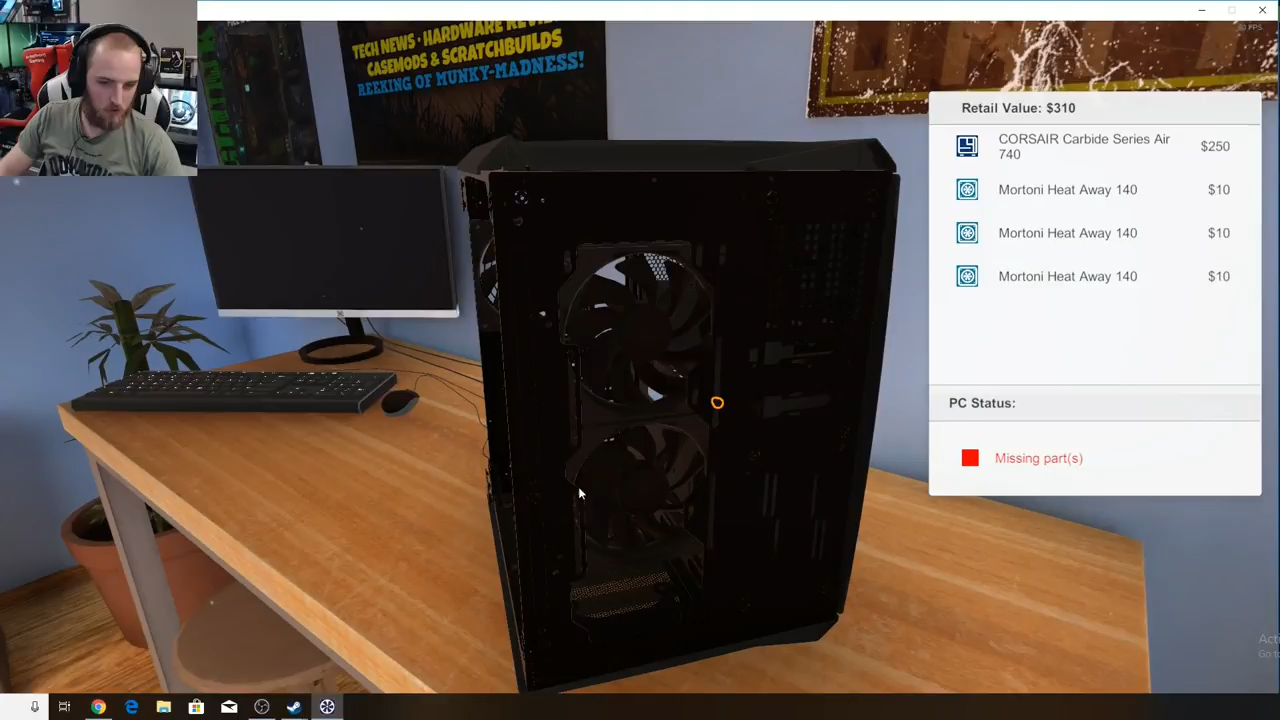 TECH NEWS · HARDWARE
CASEMODS & SCRATCHBUILDS
REEKING OF MUNKY-MADNESS!
Retail Value: $310
CORSAIR Carbide Series Air
740
$250
Mortoni Heat Away 140 $10
Mortoni Heat Away 140 $10
Mortoni Heat Away 140 $10
PC Status:
Missing part(s)